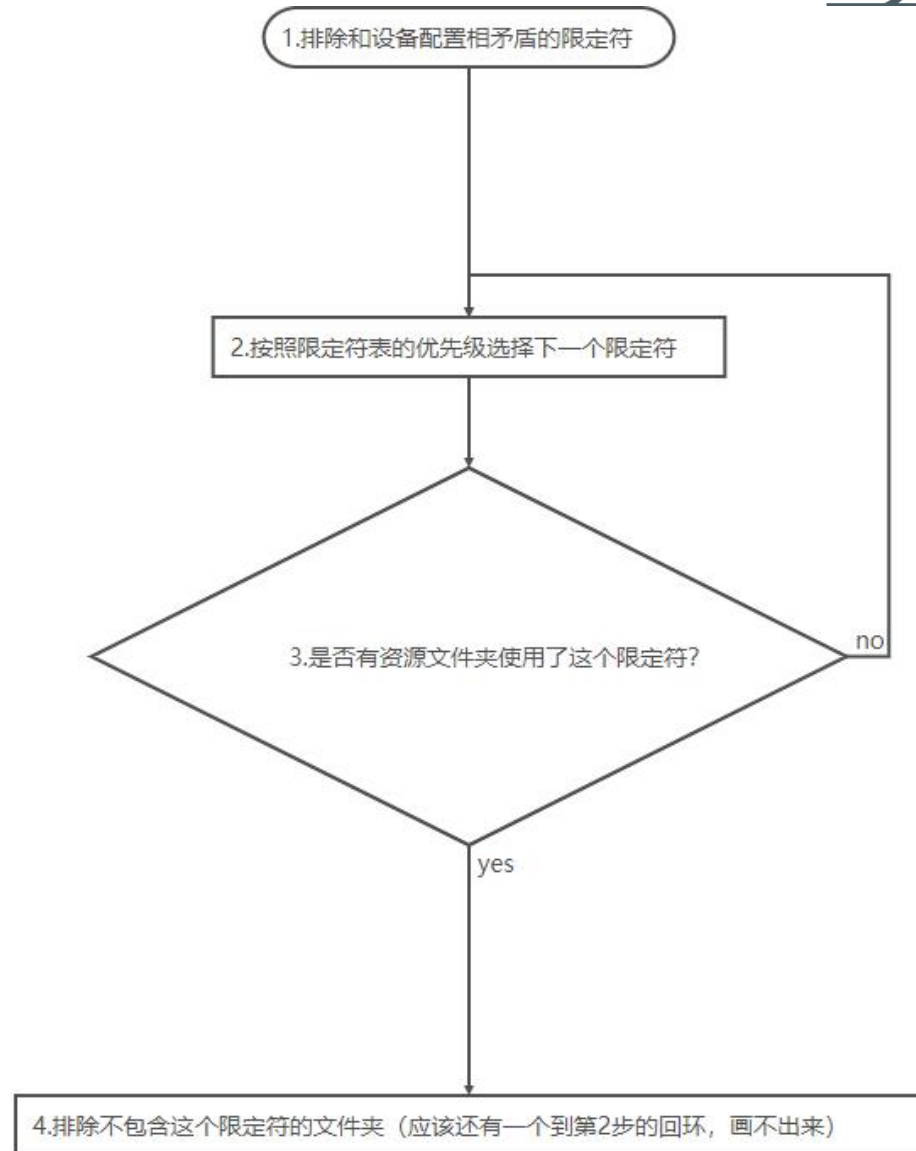 1.排除和设备配置相矛盾的限定符
2.按照限定符表的优先级选择下一个限定符
3.是否有资源文件夹使用了这个限定符?
no
yes
4.排除不包含这个限定符的文件夹（应该还有一个到第2步的回环，画不出来）